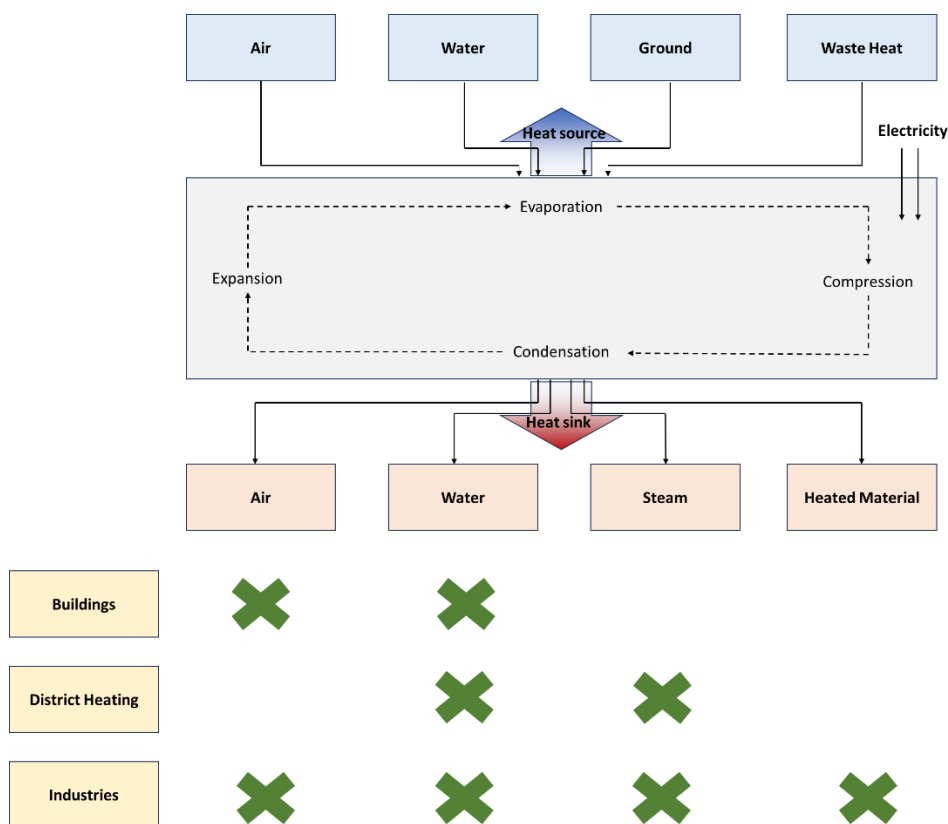 Air
Water
Ground
Waste Heat
Heat source
Electricity
Evaporation
Expansion
Compression
Condensation
Heat sink
Air
Water
Steam
Heated Material
Buildings
District Heating
Industries